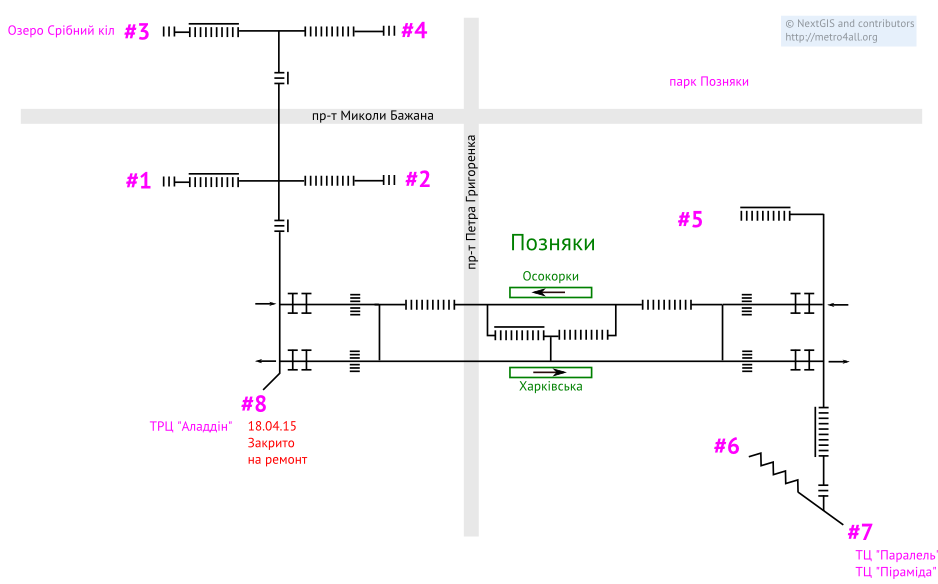 Озеро Срібний кіл
#3
#4
© NextGIS and contributors
http://metro4all.org
парк Позняки
пр-т Миколи Бажана
пр-т Петра Григоренка
#1
#2
#5
Позняки
Осокорки
Харківська
#8
ТРЦ "Аладдін"
18.04.15
Закрито
на ремонт
#6
#7
ТЦ "Паралель"
ТЦ "Піраміда"